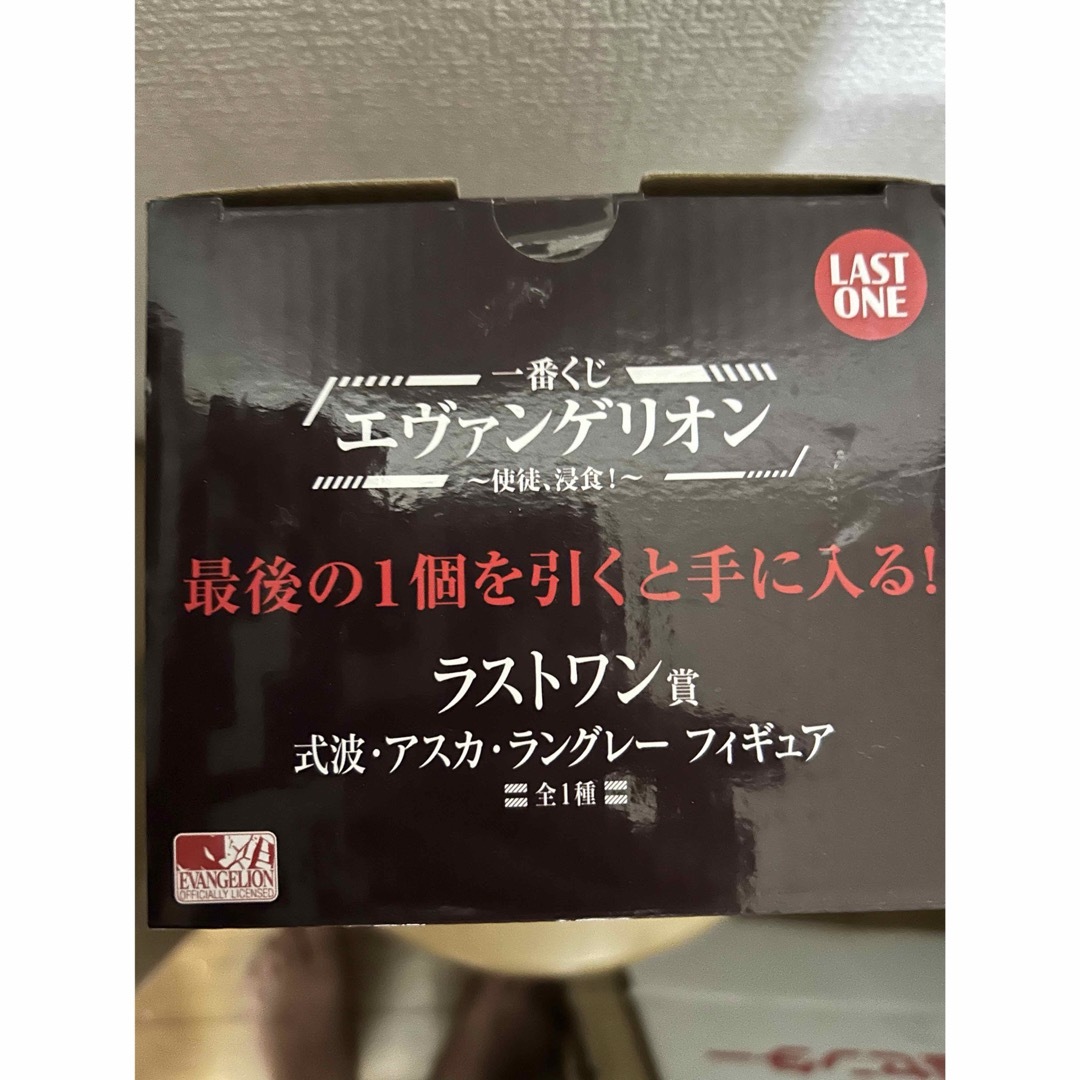 LAST
ONE
一番くじ
エヴァンゲリオン
～使徒、浸食！～
最後の1個を引くと手に入る！
ラストワン賞
式波・アスカ・ラングレー フィギュア
全1種
EVANGELION
OFFICIALLY LICENSED